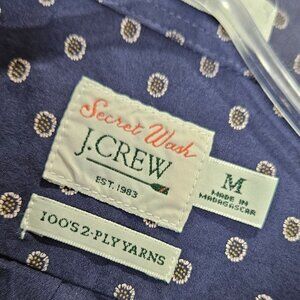 Secret Wash
J.CREW
EST. 1983
M
MADE IN
MADAGASCAR
100'S 2-PLY YARNS